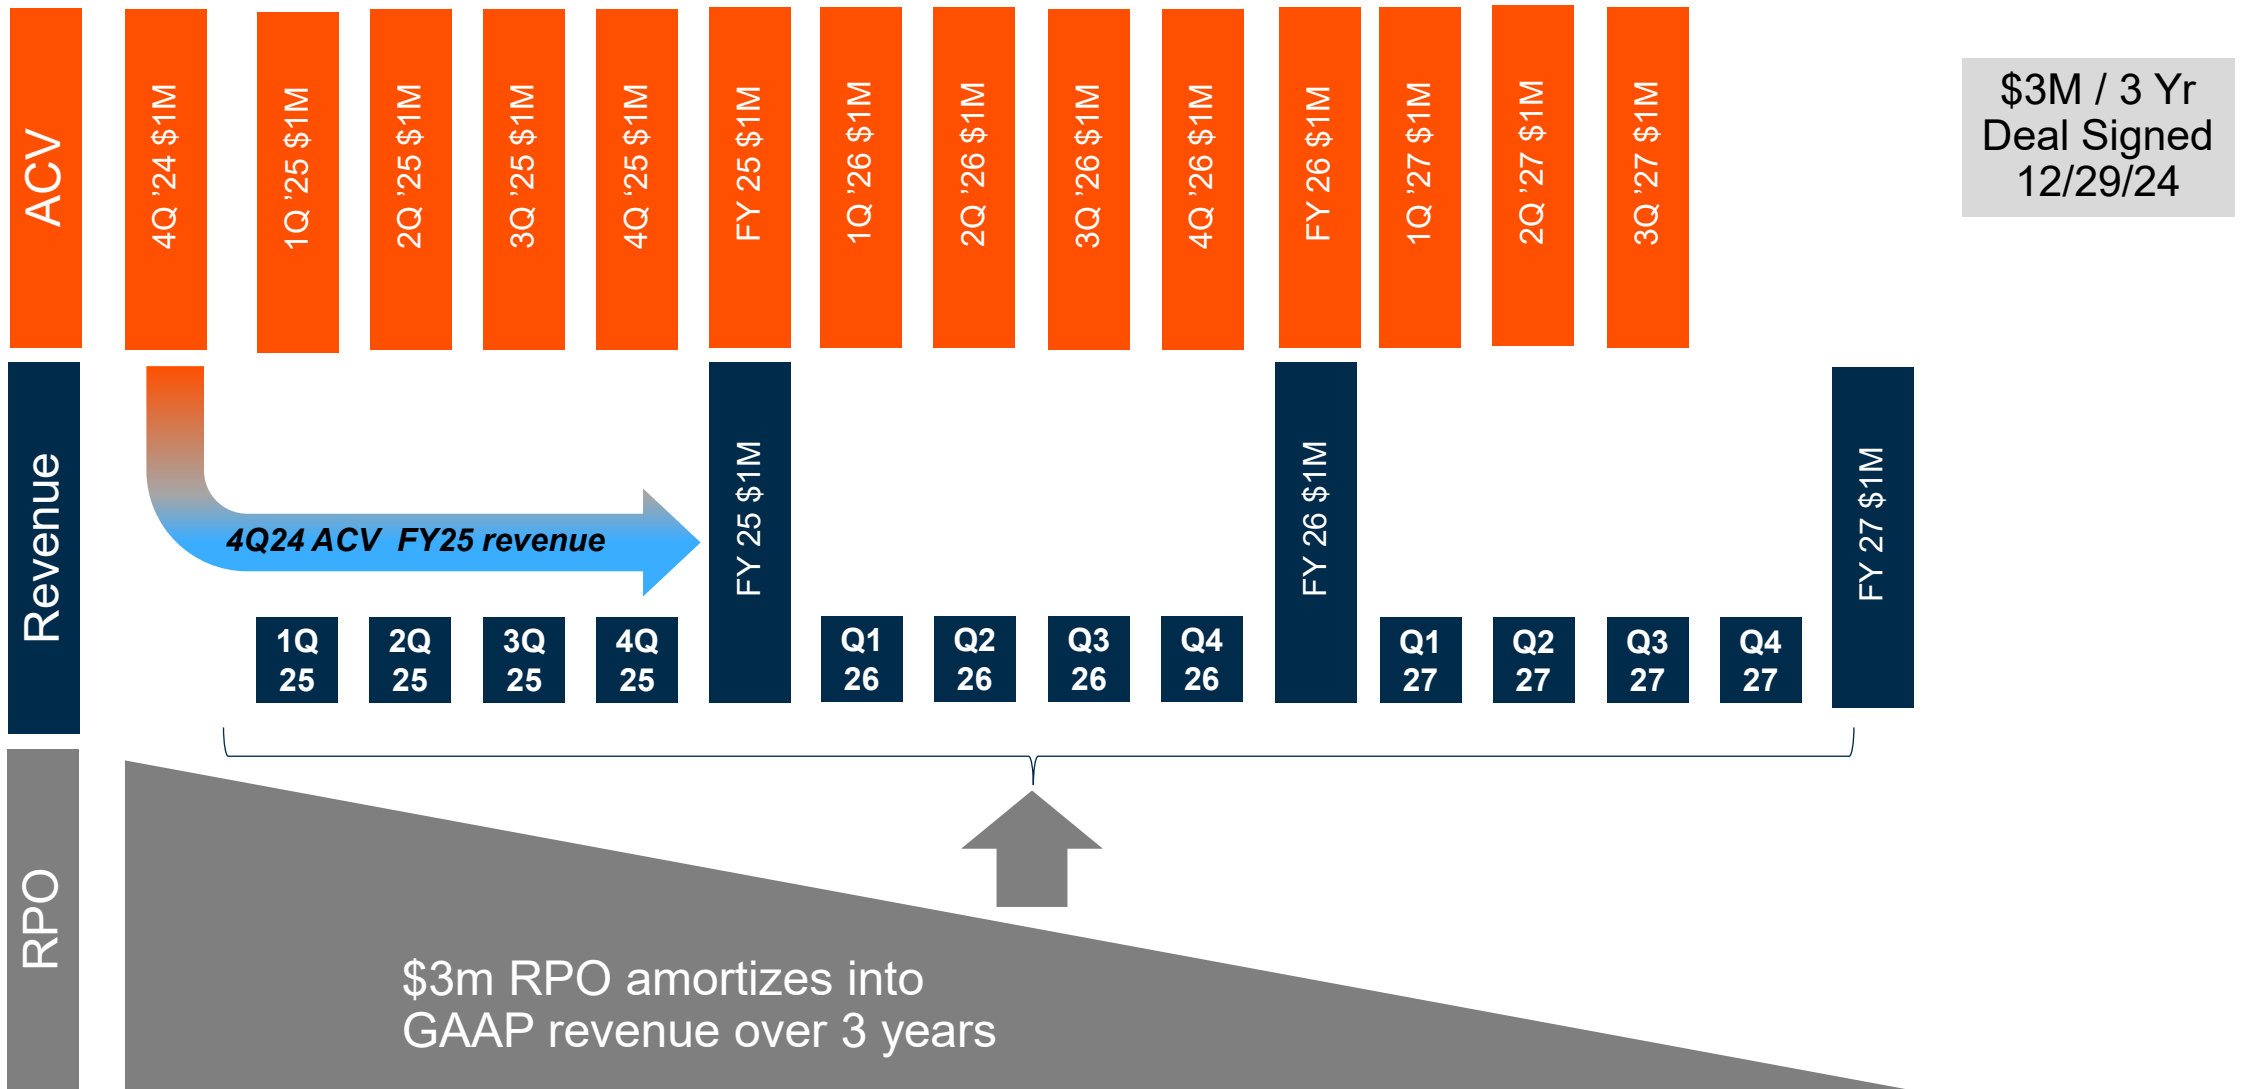 ACV
4Q ’24 $1M
1Q ’25 $1M
2Q ’25 $1M
3Q ’25 $1M
4Q ‘25 $1M
FY 25 $1M
1Q ’26 $1M
2Q ’26 $1M
3Q ’26 $1M
4Q ’26 $1M
FY 26 $1M
1Q ’27 $1M
2Q ’27 $1M
3Q ’27 $1M
$3M / 3 Yr
Deal Signed
12/29/24
Revenue
4Q24 ACV  FY25 revenue
1Q
25
2Q
25
3Q
25
4Q
25
FY 25 $1M
Q1
26
Q2
26
Q3
26
Q4
26
FY 26 $1M
Q1
27
Q2
27
Q3
27
Q4
27
FY 27 $1M
RPO
$3m RPO amortizes into
GAAP revenue over 3 years